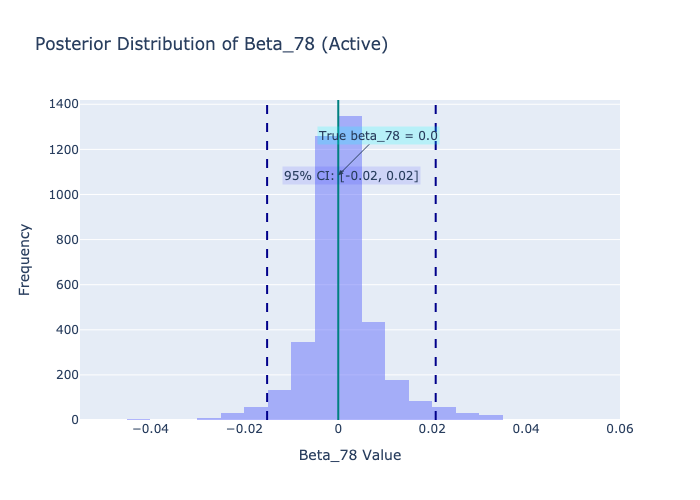 Posterior Distribution of Beta_78 (Active)
1400
1200
1000
800
600
400
200
0
Frequency
True beta_78 = 0.0
95% CI: [-0.02, 0.02]
−0.04
−0.02
0
0.02
0.04
0.06
Beta_78 Value